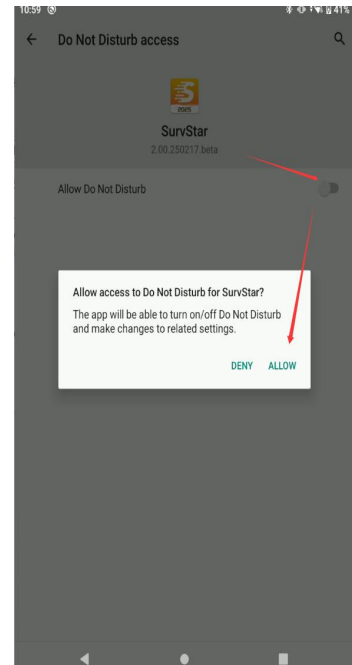 10:59 41%
Do Not Disturb access
2025
SurvStar
2.00.250217.beta
Allow Do Not Disturb
Allow access to Do Not Disturb for SurvStar?
The app will be able to turn on/off Do Not Disturb
and make changes to related settings.
DENY ALLOW